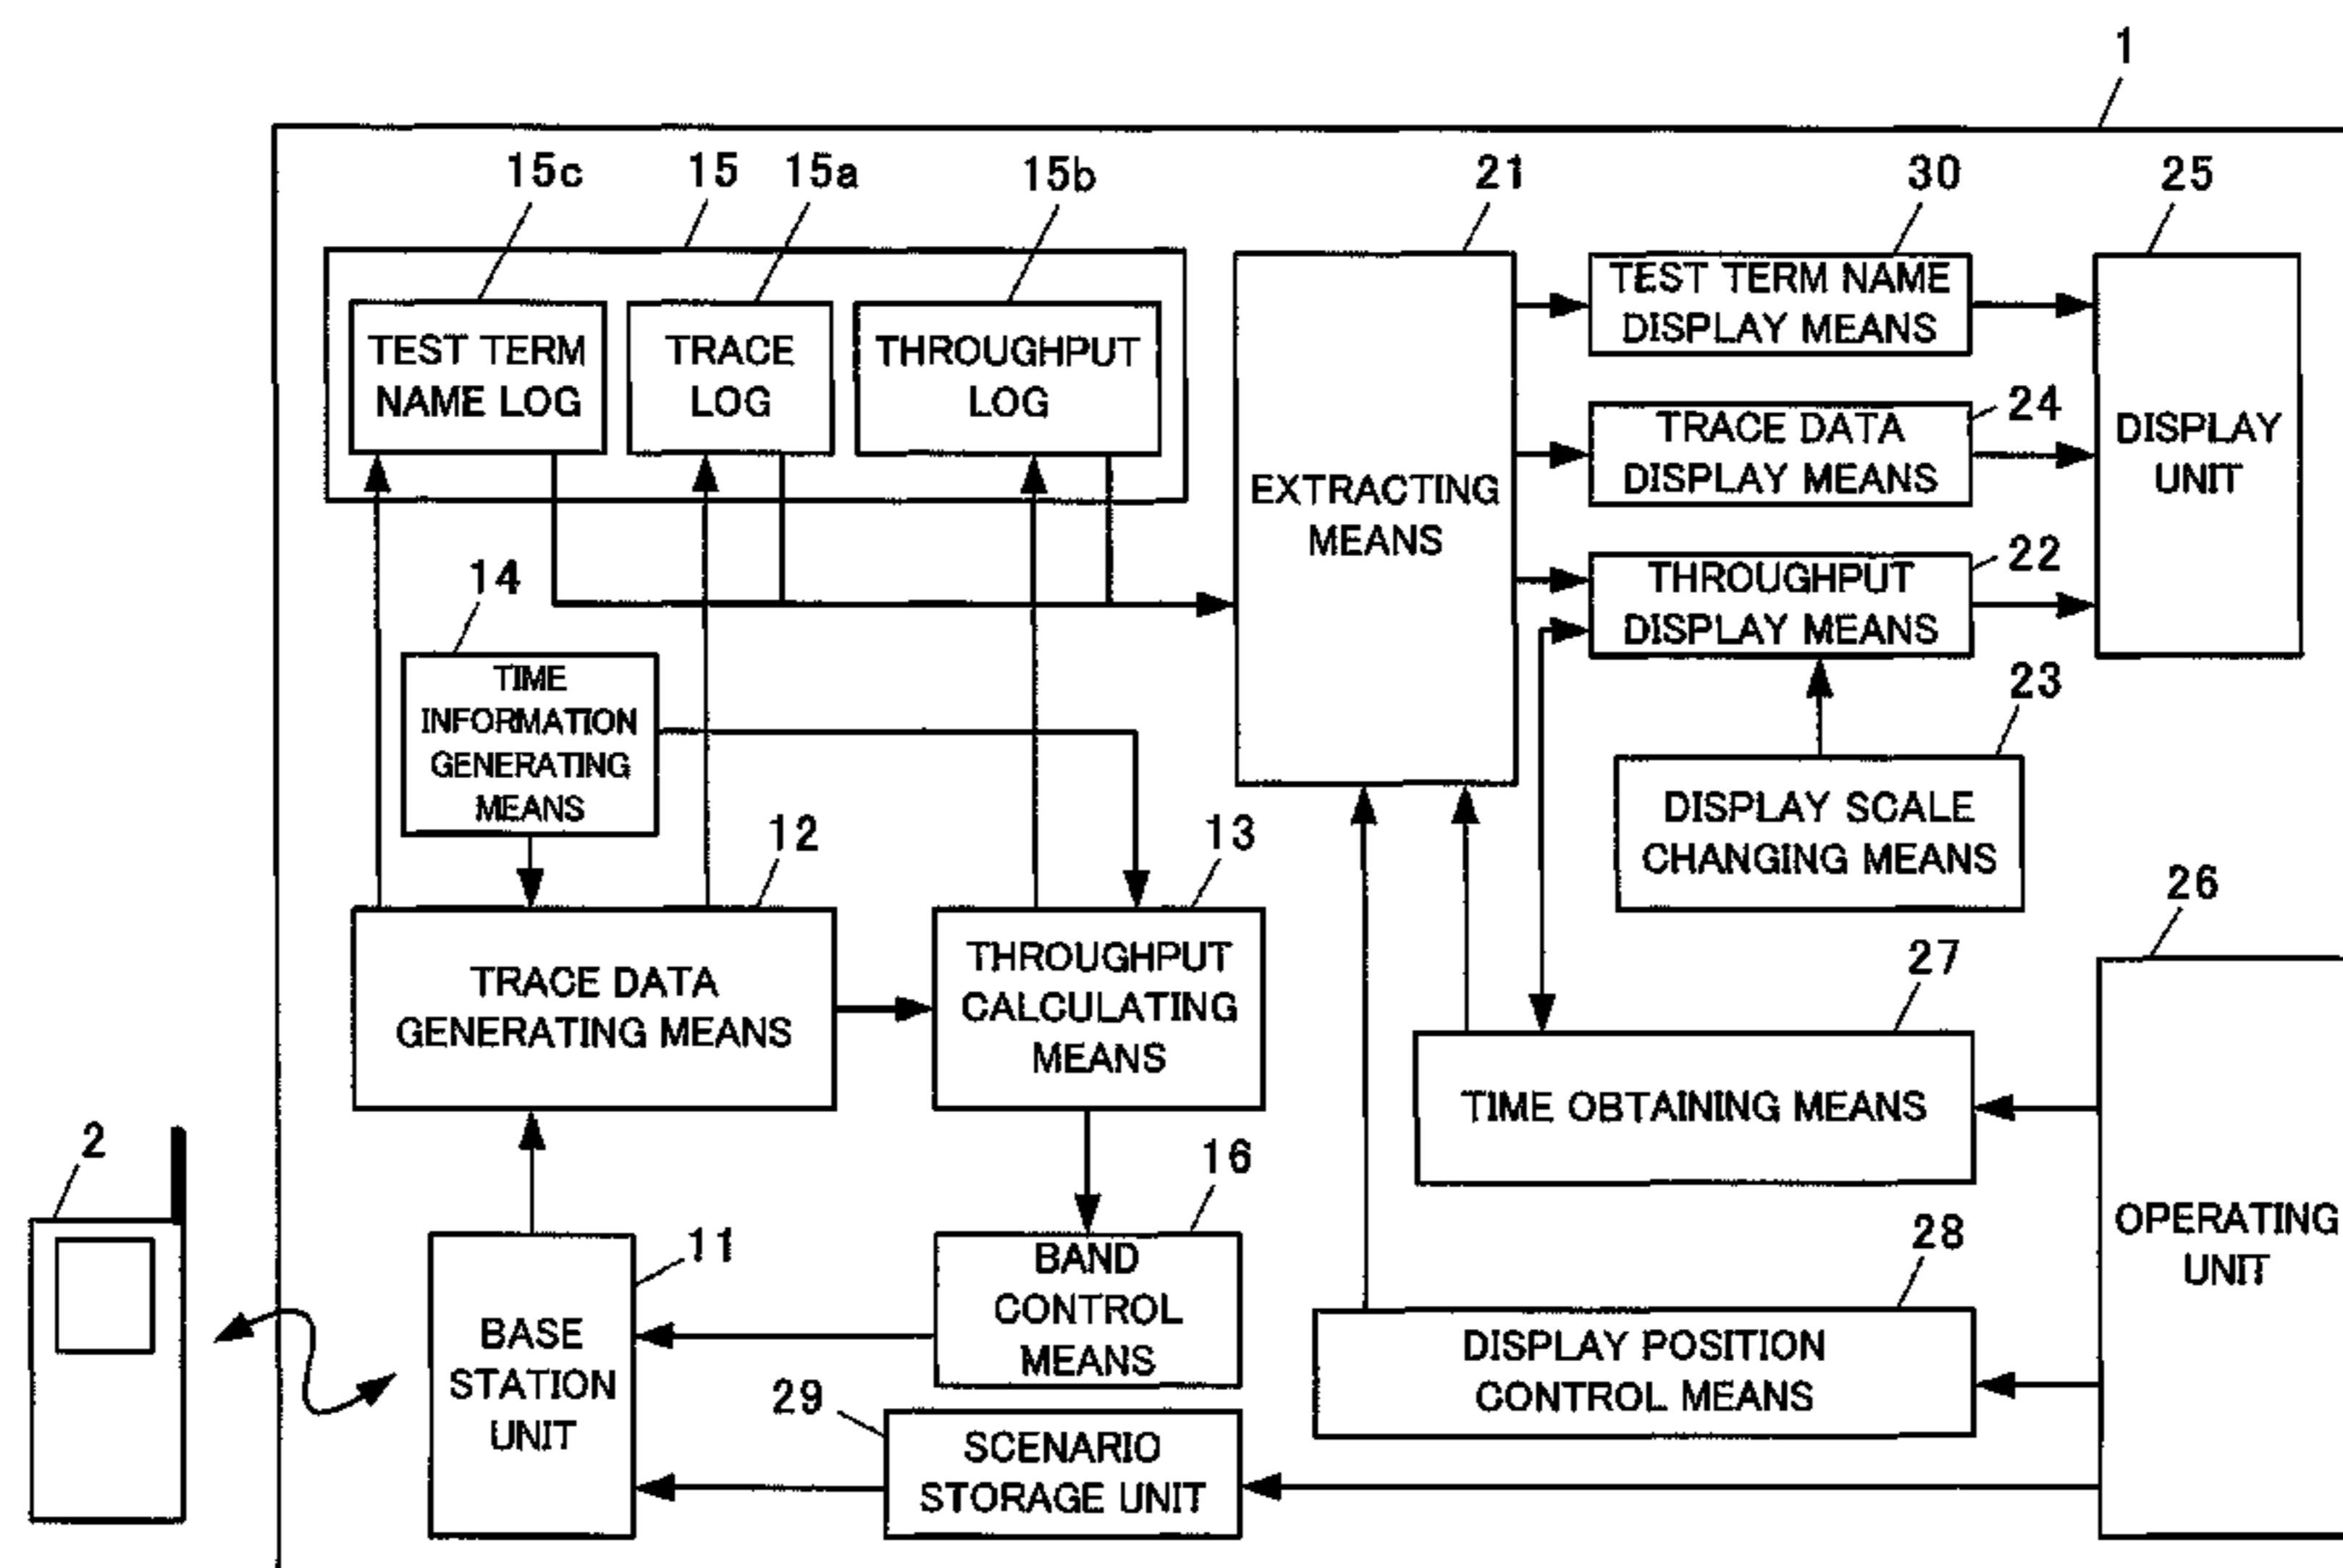 1
15c
15
15a
15b
21
30
25
TEST TERM
NAME LOG
TRACE
LOG
THROUGHPUT
LOG
EXTRACTING
MEANS
TEST TERM NAME
DISPLAY MEANS
24
TRACE DATA
DISPLAY MEANS
DISPLAY
UNIT
22
THROUGHPUT
DISPLAY MEANS
14
TIME
INFORMATION
GENERATING
MEANS
23
DISPLAY SCALE
CHANGING MEANS
12
13
26
TRACE DATA
GENERATING MEANS
THROUGHPUT
CALCULATING
MEANS
27
TIME OBTAINING MEANS
2
16
OPERATING
UNIT
11
BASE
STATION
UNIT
BAND
CONTROL
MEANS
28
DISPLAY POSITION
CONTROL MEANS
29
SCENARIO
STORAGE UNIT